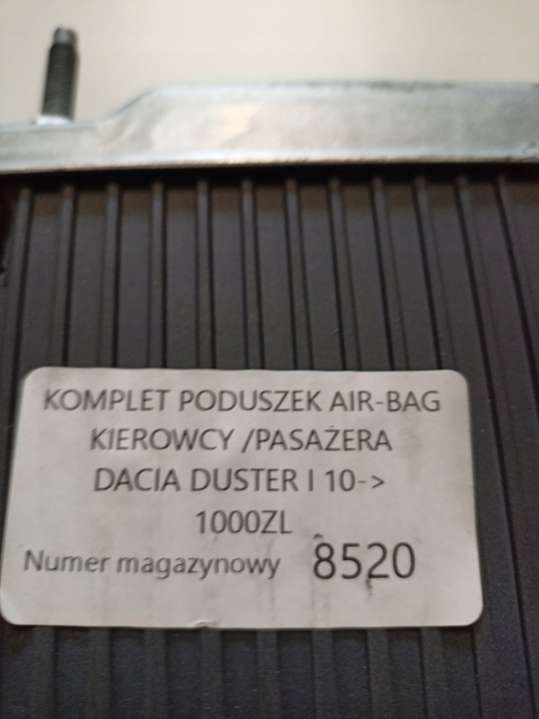 KOMPLET PODUSZEK AIR-BAG
KIEROWCY /PASAŻERA
DACIA DUSTER I 10->
1000ZL
Numer magazynowy 8520